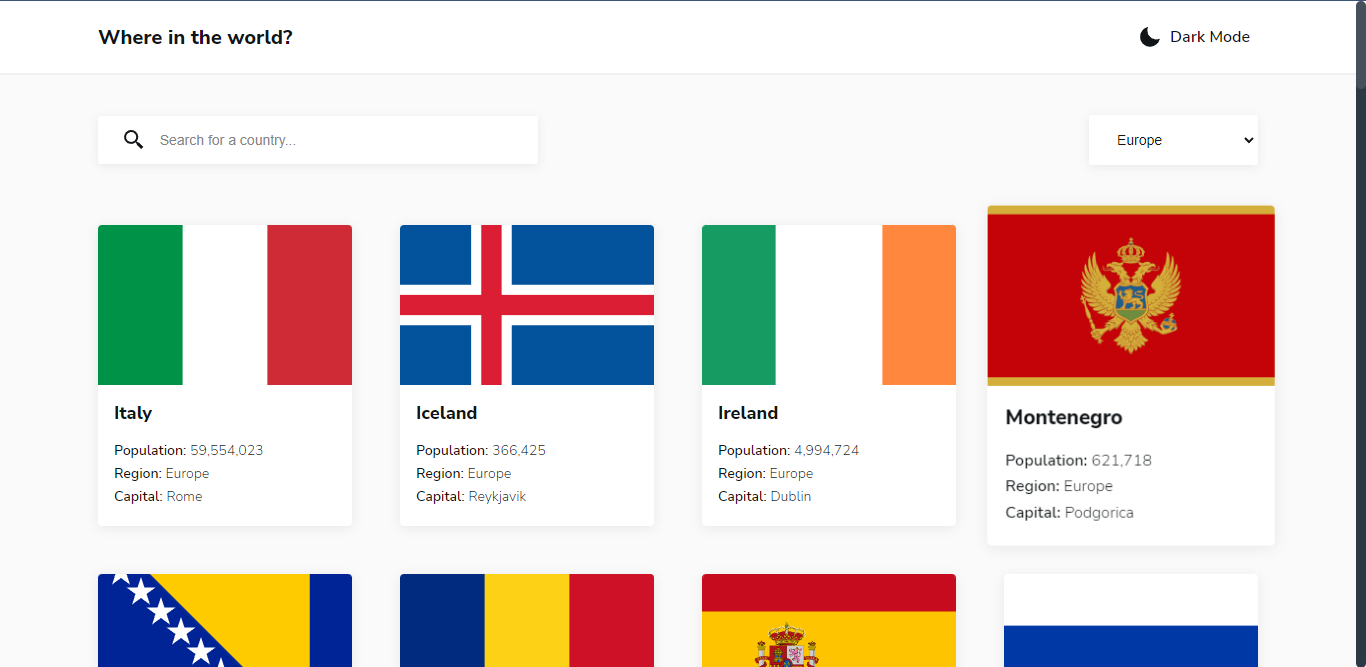 Where in the world?
Dark Mode
Search for a country...
Europe
Italy
Population: 59,554,023
Region: Europe
Capital: Rome
Iceland
Population: 366,425
Region: Europe
Capital: Reykjavik
Ireland
Population: 4,994,724
Region: Europe
Capital: Dublin
Montenegro
Population: 621,718
Region: Europe
Capital: Podgorica